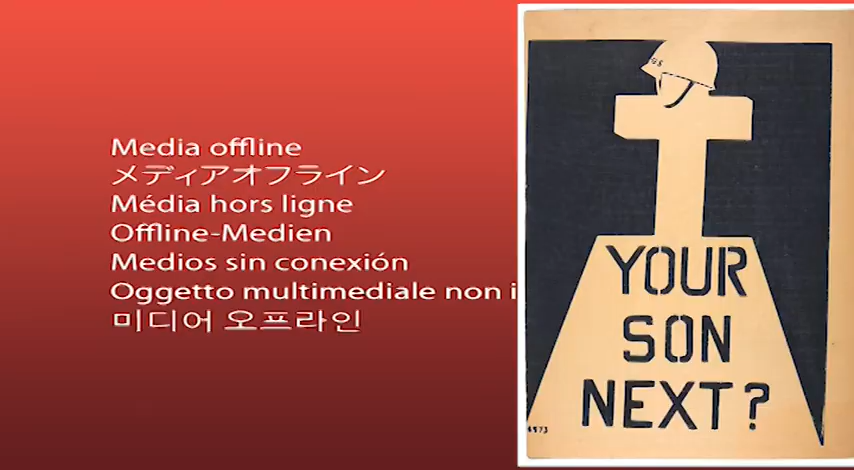 Media offline
メディアオフライン
Média hors ligne
Offline-Medien
Medios sin conexión
Oggetto multimediale non i
미디어 오프라인
YOUR
SON
NEXT?